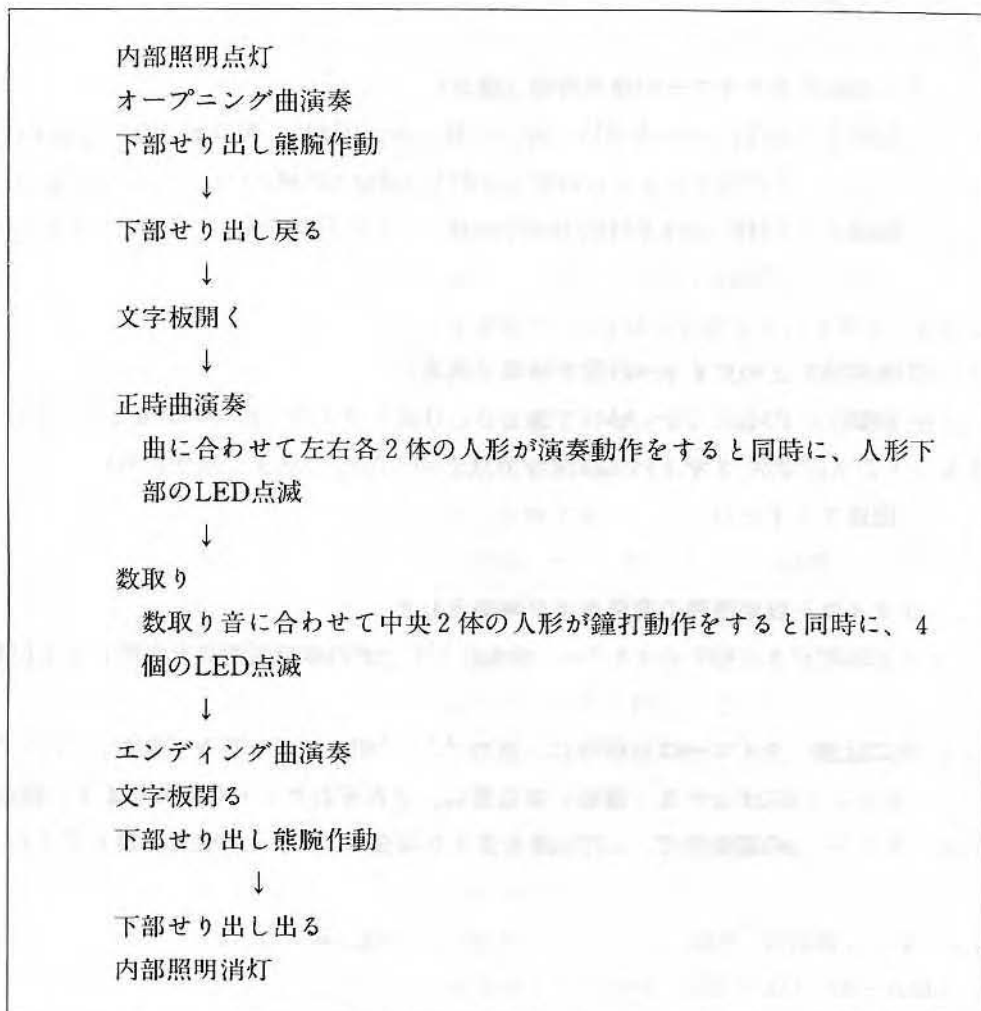 内部照明点灯
オープニング曲演奏
下部せり出し熊腕作動
↓
下部せり出し戻る
↓
文字板開く
↓
正時曲演奏
曲に合わせて左右各2体の人形が演奏動作をすると同時に、人形下
部のLED点滅
↓
数取り
数取り音に合わせて中央2体の人形が鐘打動作をすると同時に、4
個のLED点滅
↓
エンディング曲演奏
文字板閉る
下部せり出し熊腕作動
↓
下部せり出し出る
内部照明消灯